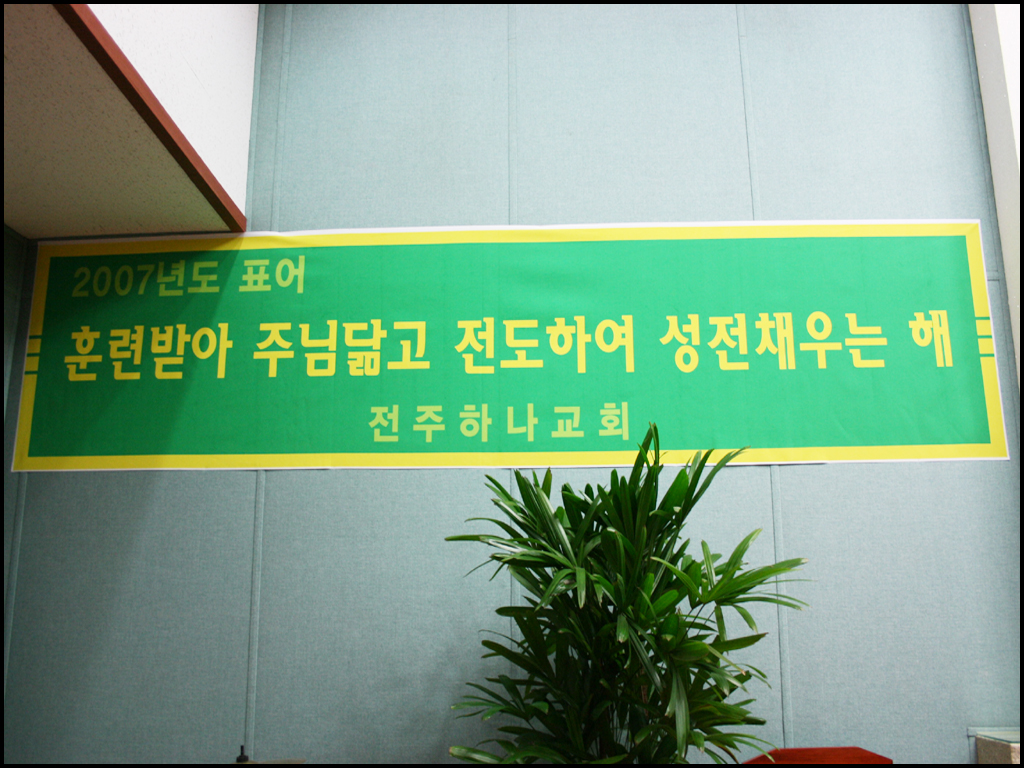 2007년도 표어
훈련받아 주님닮고 전도하여 성전채우는 해
전주하나교회